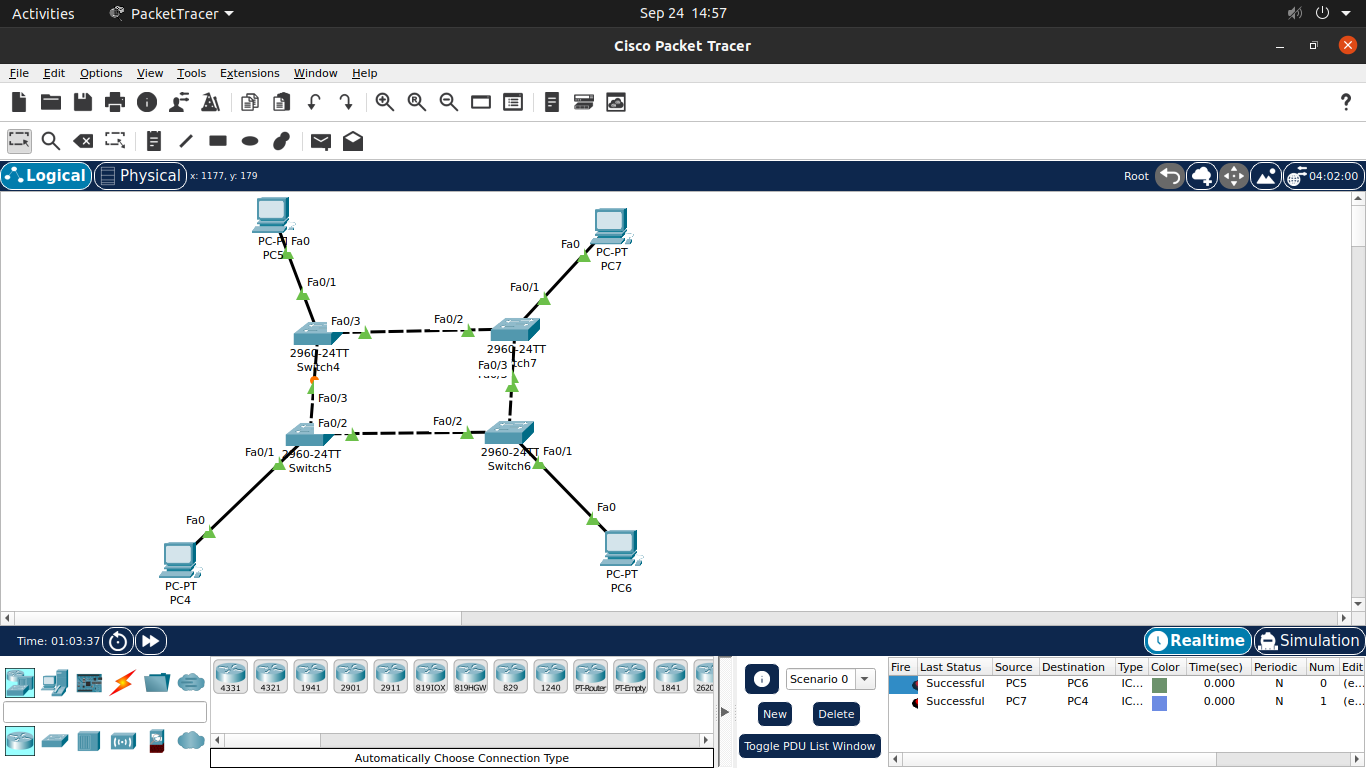 Activities PacketTracer Sep 24 14:57
Cisco Packet Tracer
File Edit Options View Tools Extensions Window Help
Logical Physical x: 1177, y: 179 Root 04:02:00
PC-PT Fa0
PC5
Fa0/1
Fa0
PC-PT
PC7
Fa0/1
Fa0/3 Fa0/2
2960-24TT
Switch4
2960-24TT
tch7
Fa0/3
Fa0/3
Fa0/2 Fa0/2
Fa0/1 2960-24TT
Switch5
2960-24TT Fa0/1
Switch6
Fa0
PC-PT
PC4
Fa0
PC-PT
PC6
Time: 01:03:37 Realtime Simulation
4331 4321 1941 2901 2911 819IOX 819HGW 829 1240 PT-Router PT-Empty 1841 2620
Automatically Choose Connection Type
Scenario 0
New Delete
Toggle PDU List Window
Fire Last Status Source Destination Type Color Time(sec) Periodic Num Edit
Successful PC5 PC6 IC... 0.000 N 0 (e...
Successful PC7 PC4 IC... 0.000 N 1 (e...